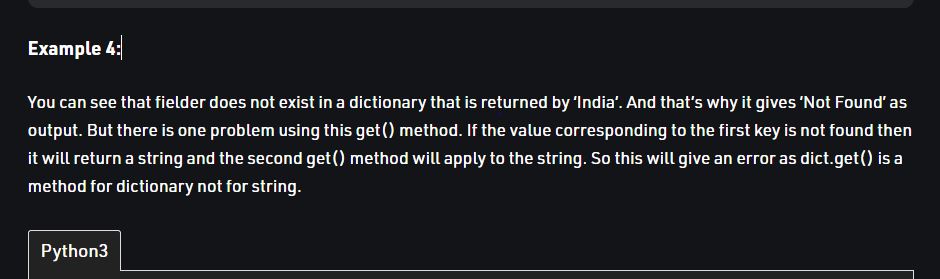 Example 4:
You can see that fielder does not exist in a dictionary that is returned by ‘India’. And that’s why it gives ‘Not Found’ as
output. But there is one problem using this get() method. If the value corresponding to the first key is not found then
it will return a string and the second get() method will apply to the string. So this will give an error as dict.get() is a
method for dictionary not for string.
Python3